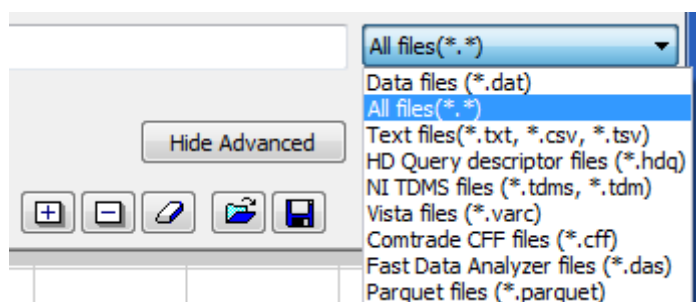 All files(*.*)
Data files (*.dat)
All files(*.*)
Text files(*.txt, *.csv, *.tsv)
Hide Advanced
HD Query descriptor files (*.hdq)
NI TDMS files (*.tdms, *.tdm)
Vista files (*.varc)
Comtrade CFF files (*.cff)
Fast Data Analyzer files (*.das)
Parquet files (*.parquet)